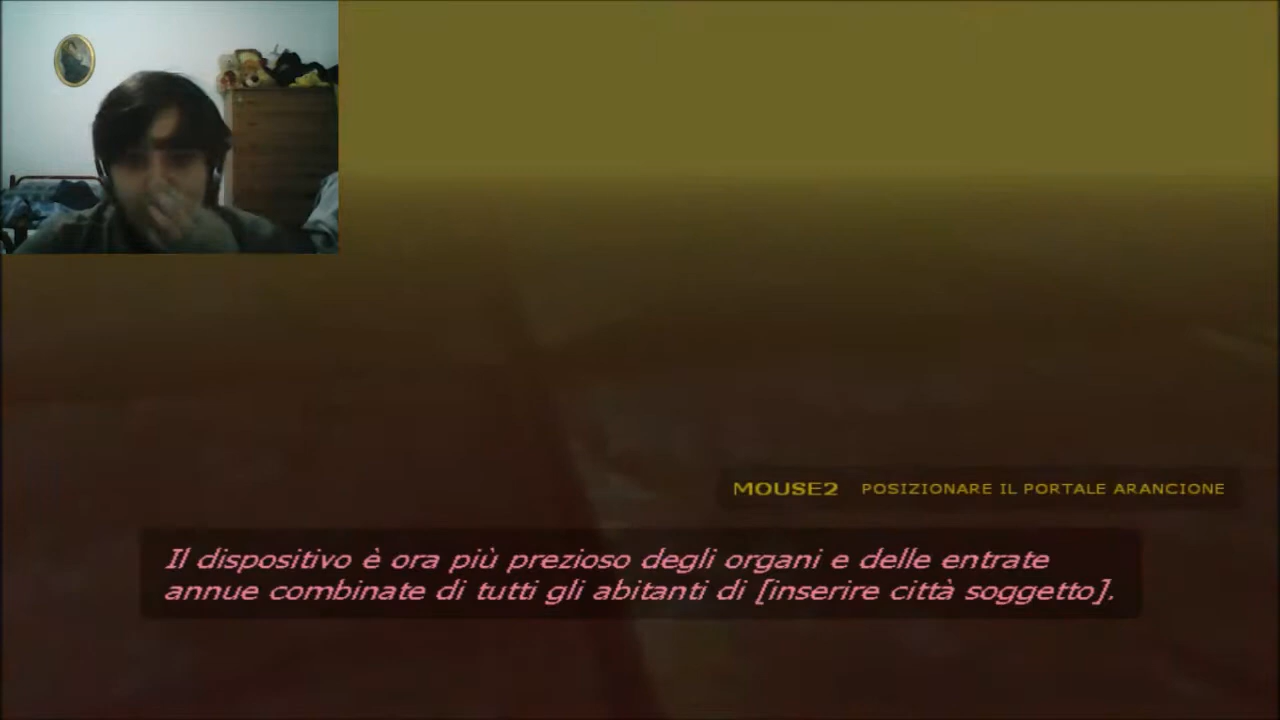 MOUSE2 POSIZIONARE IL PORTALE ARANCIONE
Il dispositivo è ora più prezioso degli organi e delle entrate
annue combinate di tutti gli abitanti di [inserire città soggetto].